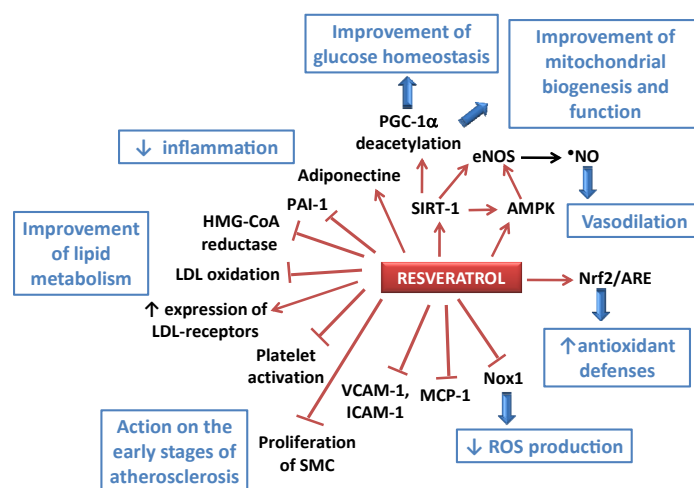 Improvement of
glucose homeostasis
Improvement of
mitochondrial
biogenesis and
function
PGC-1α
deacetylation
↓ inflammation
eNOS
•NO
Adiponectine
PAI-1
SIRT-1
AMPK
Vasodilation
HMG-CoA
reductase
Improvement
of lipid
metabolism
LDL oxidation
RESVERATROL
Nrf2/ARE
↑ expression of
LDL-receptors
Platelet
activation
↑antioxidant
defenses
VCAM-1,
ICAM-1
MCP-1
Nox1
Action on the
early stages of
atherosclerosis
Proliferation
of SMC
↓ ROS production